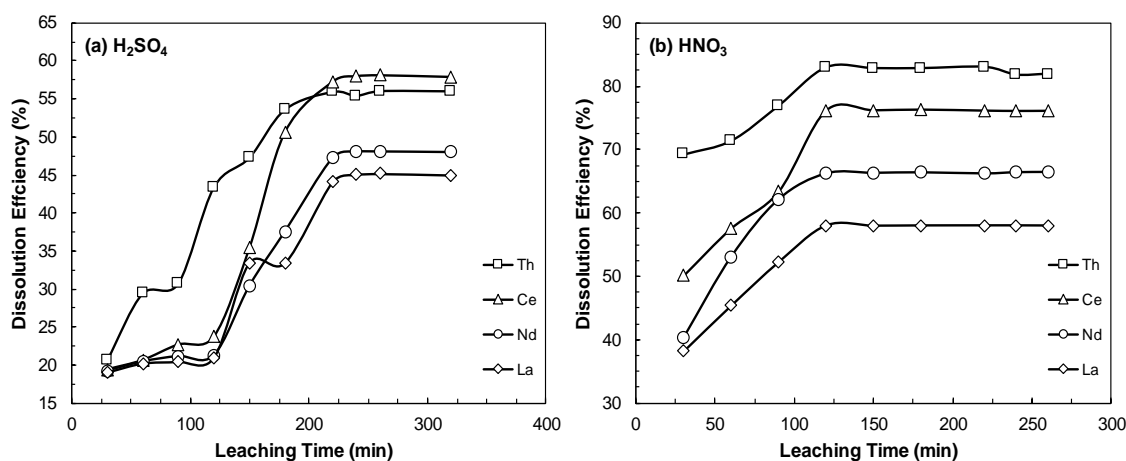 (a) H₂SO₄
Dissolution Effciency (%)
65
60
55
50
45
40
35
30
25
20
15
0
100
200
300
400
Leaching Time (min)
Th
Ce
Nd
La
(b) HNO₃
Dissolution Effciency (%)
90
80
70
60
50
40
30
0
50
100
150
200
250
300
Leaching Time (min)
Th
Ce
Nd
La